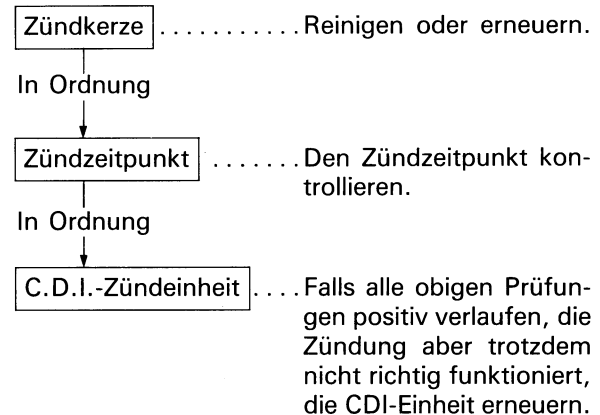 Zündkerze ........... Reinigen oder erneuern.
In Ordnung
Zündzeitpunkt ....... Den Zündzeitpunkt kon-
trollieren.
In Ordnung
C.D.I.-Zündeinheit .... Falls alle obigen Prüfun-
gen positiv verlaufen, die
Zündung aber trotzdem
nicht richtig funktioniert,
die CDI-Einheit erneuern.